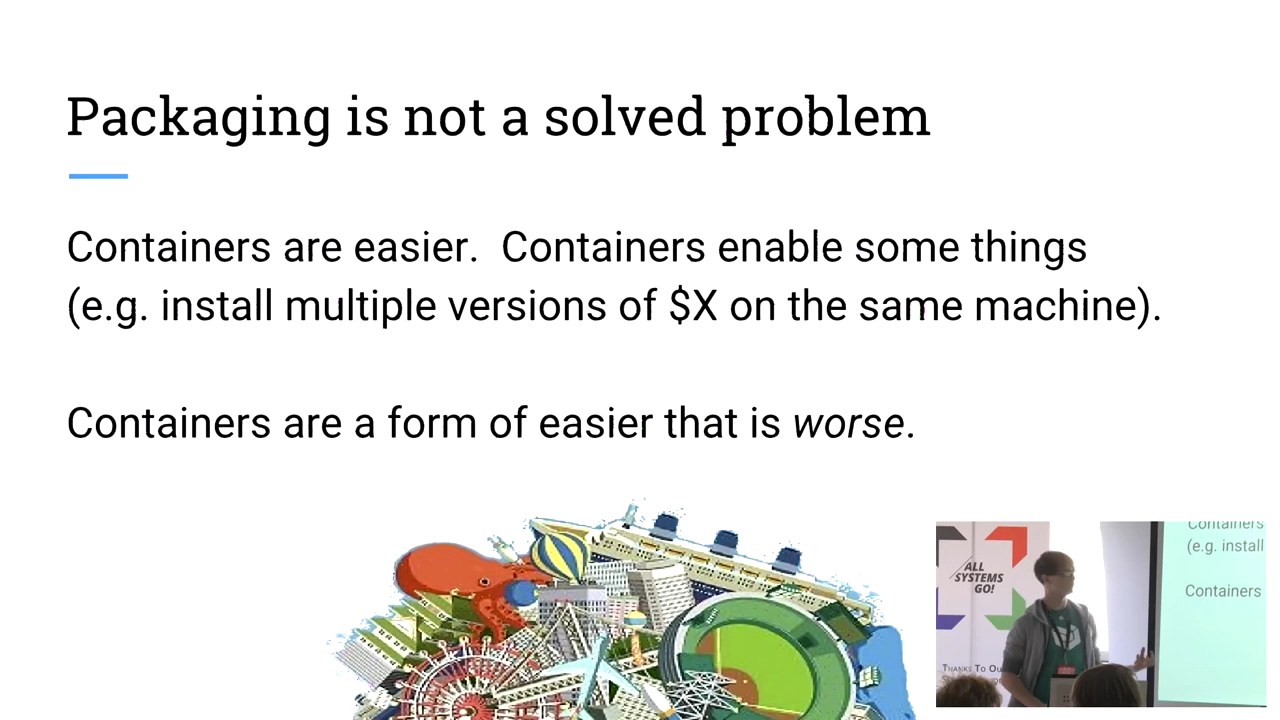 Packaging is not a solved problem
Containers are easier.  Containers enable some things
(e.g. install multiple versions of $X on the same machine).
Containers are a form of easier that is worse.
Containers
(e.g. install
Containers
ALL
SYSTEMS
GO!
THANKS TO OU